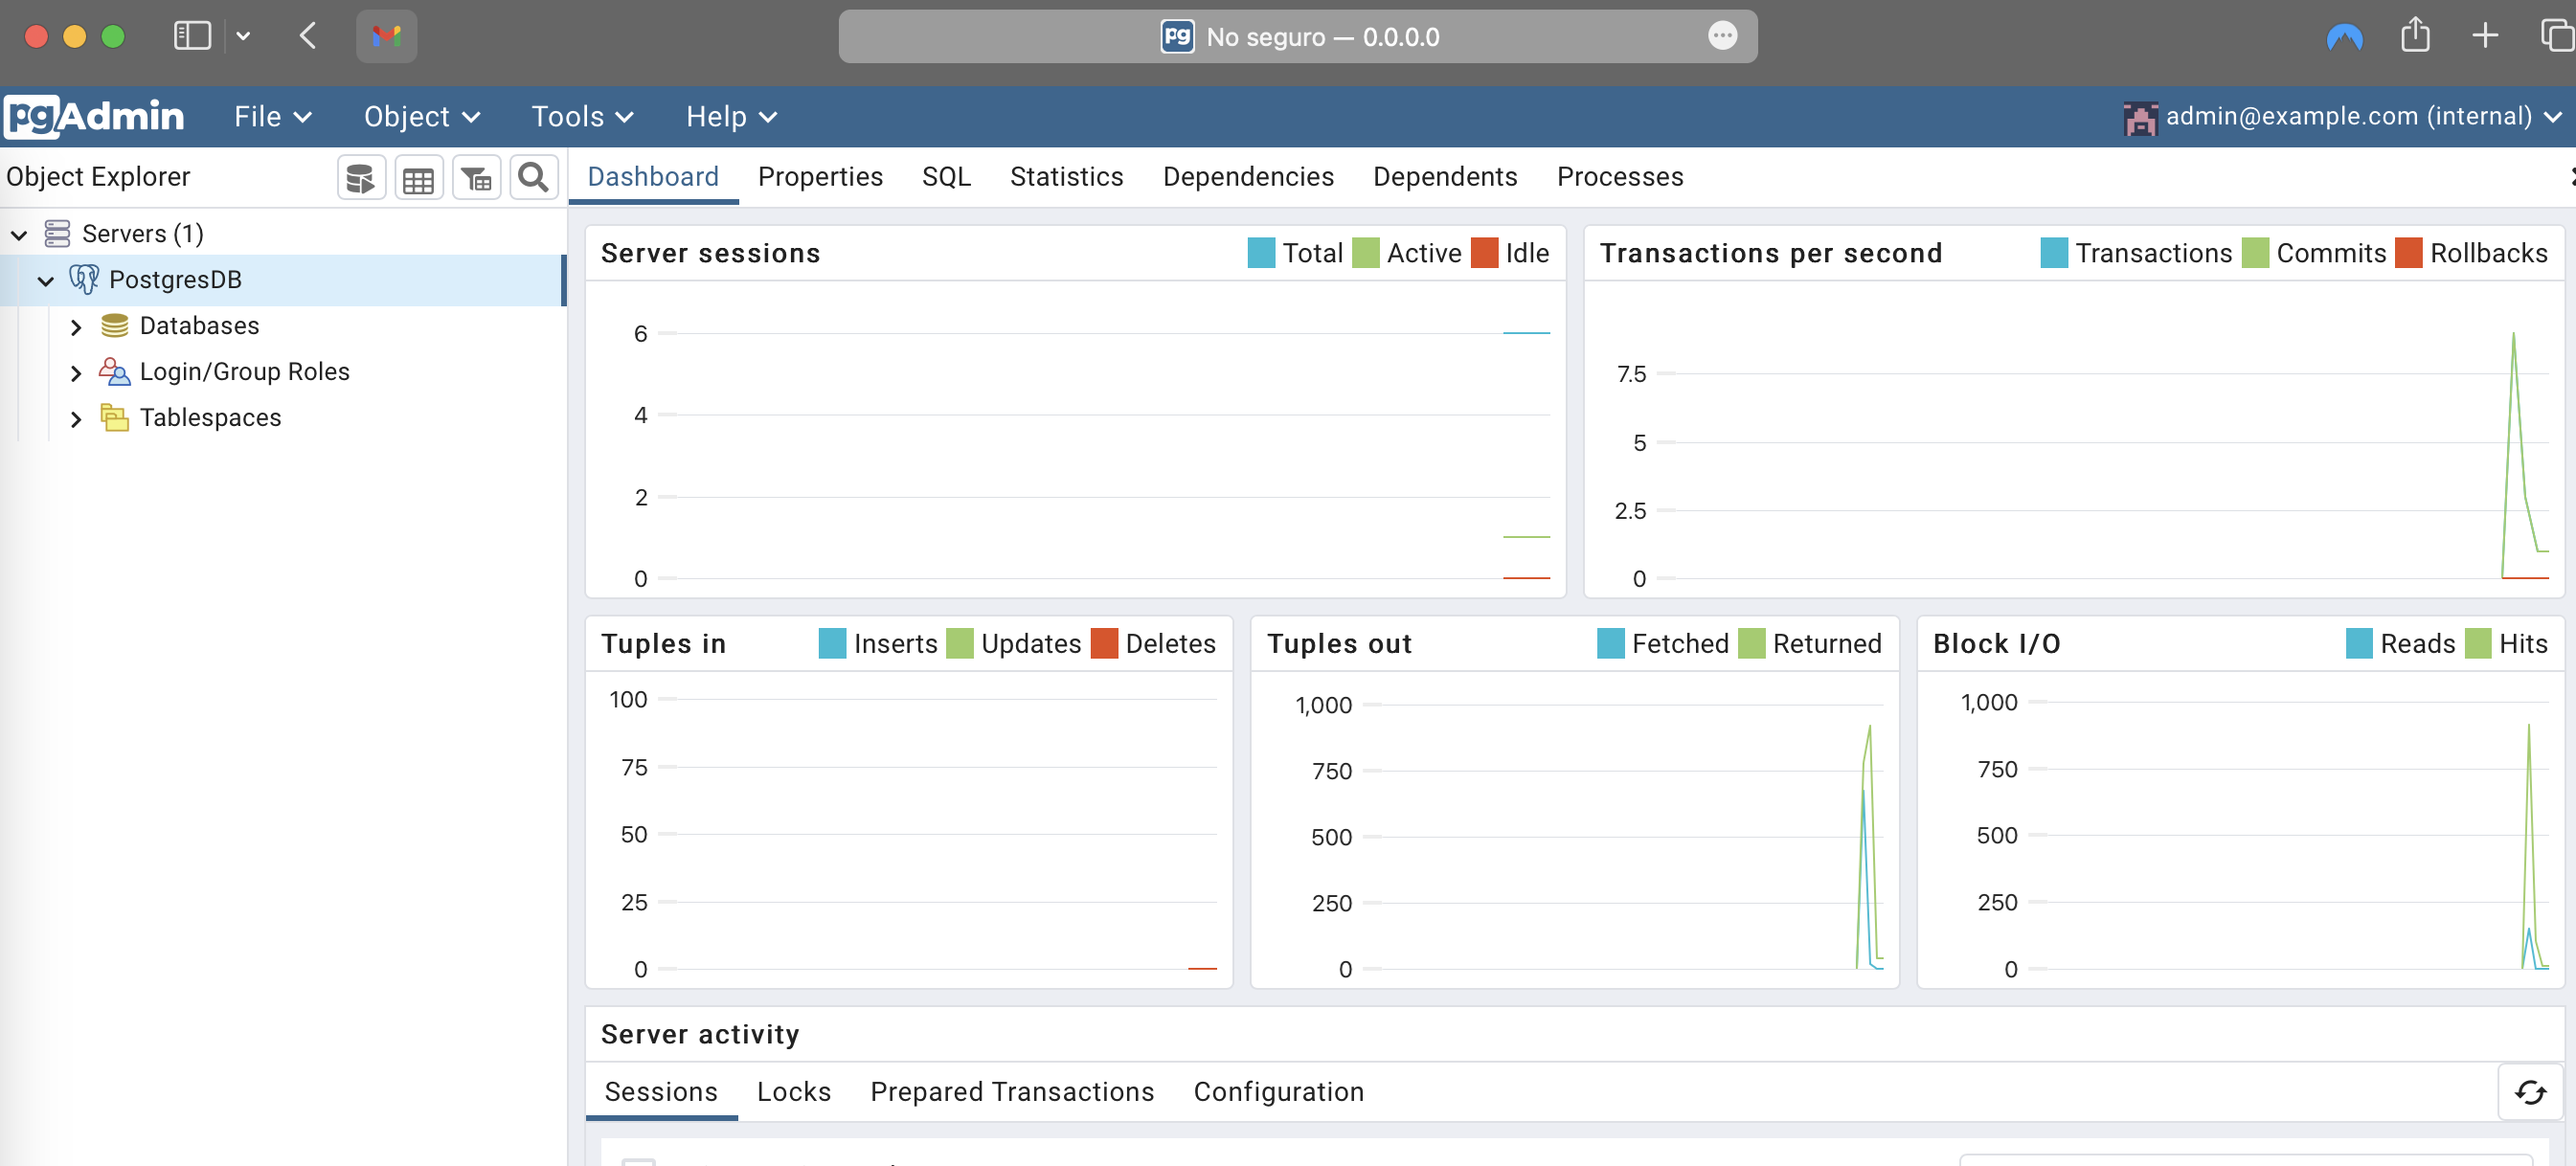 pg No seguro — 0.0.0.0
pgAdmin File Object Tools Help admin@example.com (internal)
Object Explorer
Dashboard Properties SQL Statistics Dependencies Dependents Processes
Servers (1)
PostgresDB
Databases
Login/Group Roles
Tablespaces
Server sessions Total Active Idle
6
4
2
0
Transactions per second Transactions Commits Rollbacks
7.5
5
2.5
0
Tuples in Inserts Updates Deletes
100
75
50
25
0
Tuples out Fetched Returned
1,000
750
500
250
0
Block I/O Reads Hits
1,000
750
500
250
0
Server activity
Sessions Locks Prepared Transactions Configuration